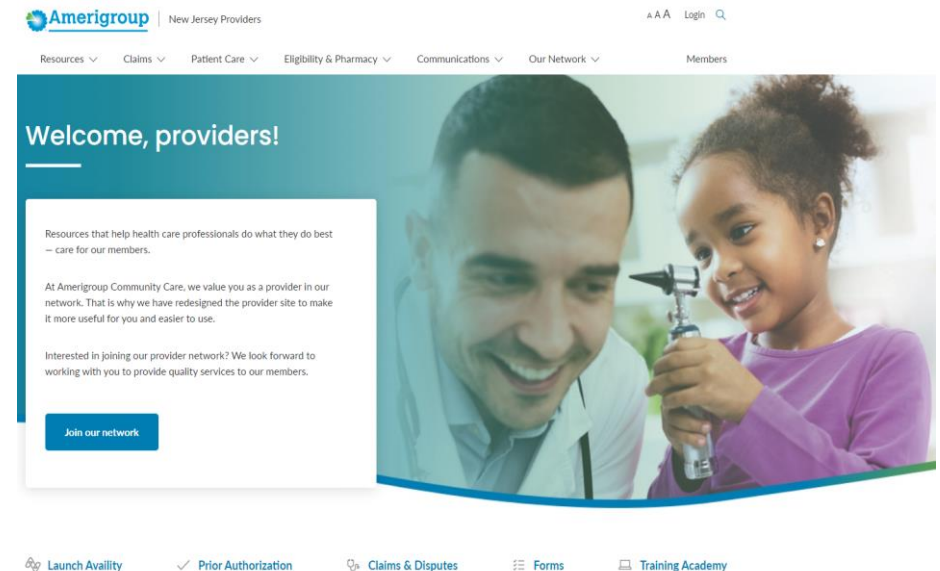 Amerigroup New Jersey Providers
A A A Login
Resources Claims Patient Care Eligibility & Pharmacy Communications Our Network Members
Welcome, providers!
Resources that help health care professionals do what they do best
— care for our members.
At Amerigroup Community Care, we value you as a provider in our
network. That is why we have redesigned the provider site to make
it more useful for you and easier to use.
Interested in joining our provider network? We look forward to
working with you to provide quality services to our members.
Join our network
Launch Availity Prior Authorization Claims & Disputes Forms Training Academy